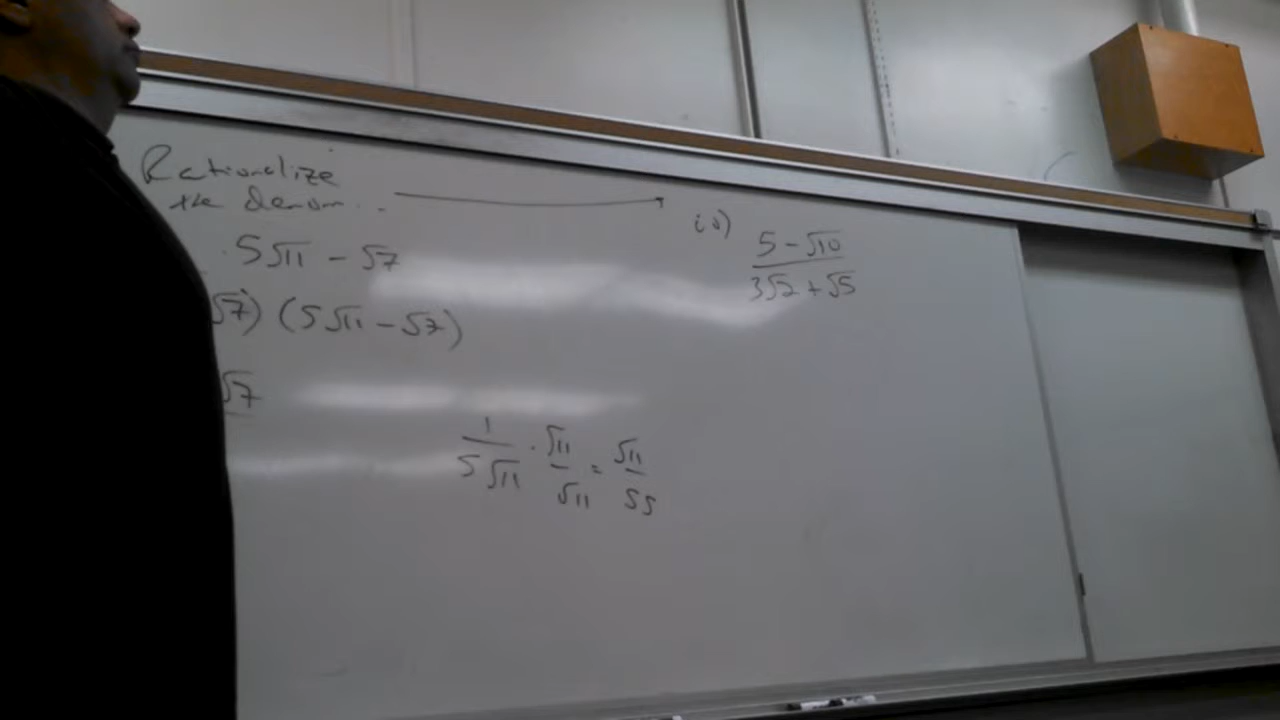 Rationalize
the denom...
· 5√11 - √7
√7) (5√11 - √7)
√7
1/5√11 · √11/√11 = √11/55
5 - √10
3√2 + √5